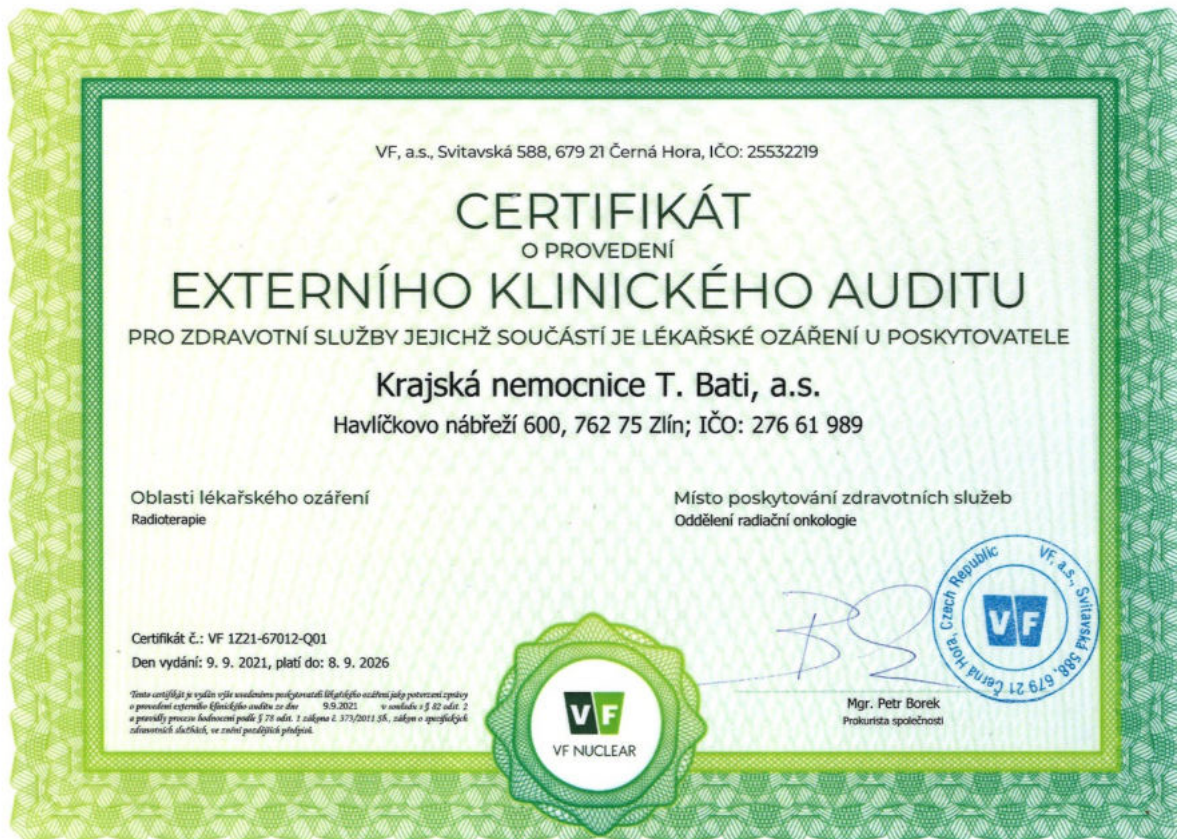 VF, a.s., Svitavská 588, 679 21 Černá Hora, IČO: 25532219
CERTIFIKÁT
O PROVEDENÍ
EXTERNÍHO KLINICKÉHO AUDITU
PRO ZDRAVOTNÍ SLUŽBY JEJICHŽ SOUČÁSTÍ JE LÉKAŘSKÉ OZÁŘENÍ U POSKYTOVATELE
Krajská nemocnice T. Bati, a.s.
Havlíčkovo nábřeží 600, 762 75 Zlín; IČO: 276 61 989
Oblasti lékařského ozáření
Radioterapie
Místo poskytování zdravotních služeb
Oddělení radiační onkologie
Certifikát č.: VF 1Z21-67012-Q01
Den vydání: 9. 9. 2021, platí do: 8. 9. 2026
Tento certifikát je vydán výše uvedenému poskytovateli lékařského ozáření jako potvrzení zprávy
o provedení externího klinického auditu ze dne 9.9.2021 v souladu s § 82 odst. 2
a pravidly procesu hodnocení podle § 78 odst. 1 zákona č. 373/2011 Sb., zákon o specifických
zdravotních službách, ve znění pozdějších předpisů.
VF
VF NUCLEAR
VF, a.s., Svitavská 588, 679 21 Černá Hora, Czech Republic
VF
Mgr. Petr Borek
Prokurista společnosti